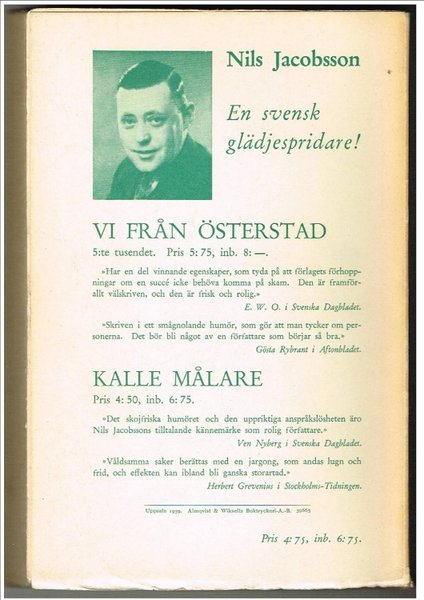 Nils Jacobsson
En svensk
glädjespridare!
VI FRÅN ÖSTERSTAD
5:te tusendet. Pris 5:75, inb. 8:—.
»Har en del vinnande egenskaper, som tyda på att förlagets förhopp-
ningar om en succé icke behöva komma på skam. Den är framför-
allt välskriven, och den är frisk och rolig.»
E. W. O. i Svenska Dagbladet.
»Skriven i ett smågnolande humör, som gör att man tycker om per-
sonerna. Det bör bli något av en författare som börjar så bra.»
Gösta Rybrant i Aftonbladet.
KALLE MÅLARE
Pris 4:50, inb. 6:75.
»Det skojfriska humöret och den uppriktiga anspråkslösheten äro
Nils Jacobssons tilltalande kännemärke som rolig författare.»
Ven Nyberg i Svenska Dagbladet.
»Våldsamma saker berättas med en jargong, som andas lugn och
frid, och effekten kan ibland bli ganska storartad.»
Herbert Grevenius i Stockholms-Tidningen.
Uppsala 1939. Almqvist & Wiksells Boktryckeri-A.-B. 39665
Pris 4:75, inb. 6:75.